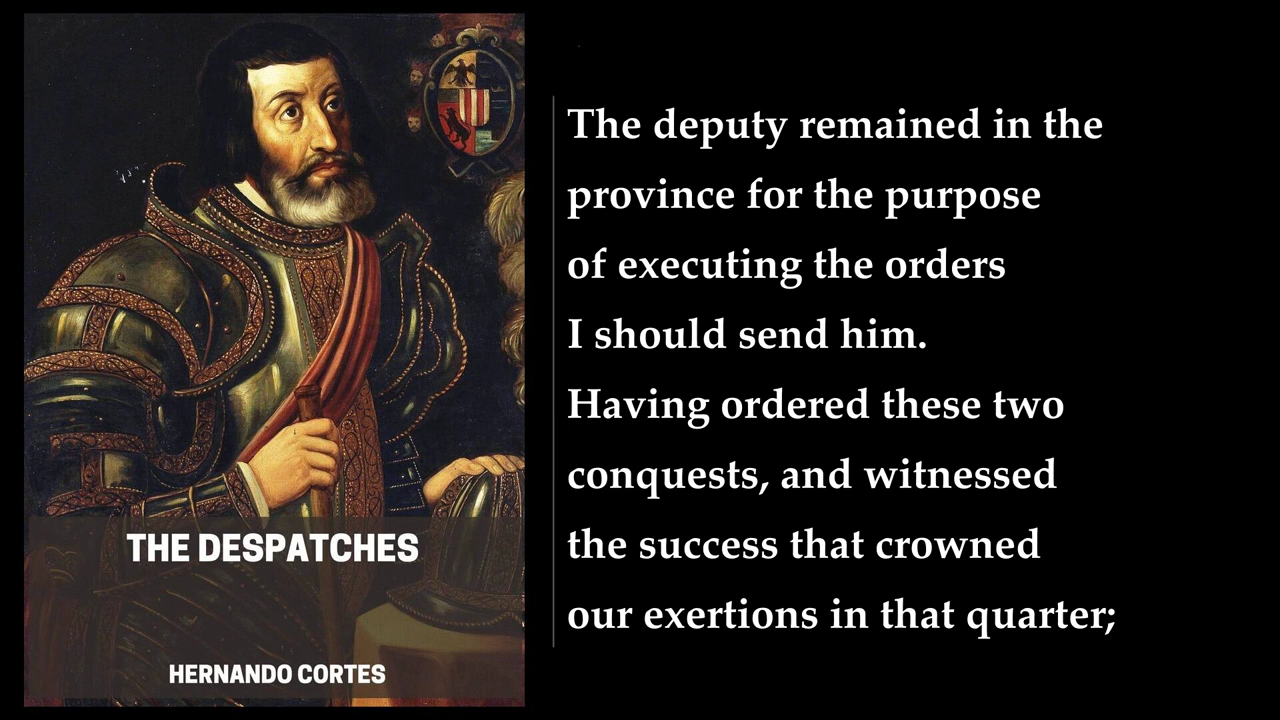 THE DESPATCHES
HERNANDO CORTES
The deputy remained in the
province for the purpose
of executing the orders
I should send him.
Having ordered these two
conquests, and witnessed
the success that crowned
our exertions in that quarter;